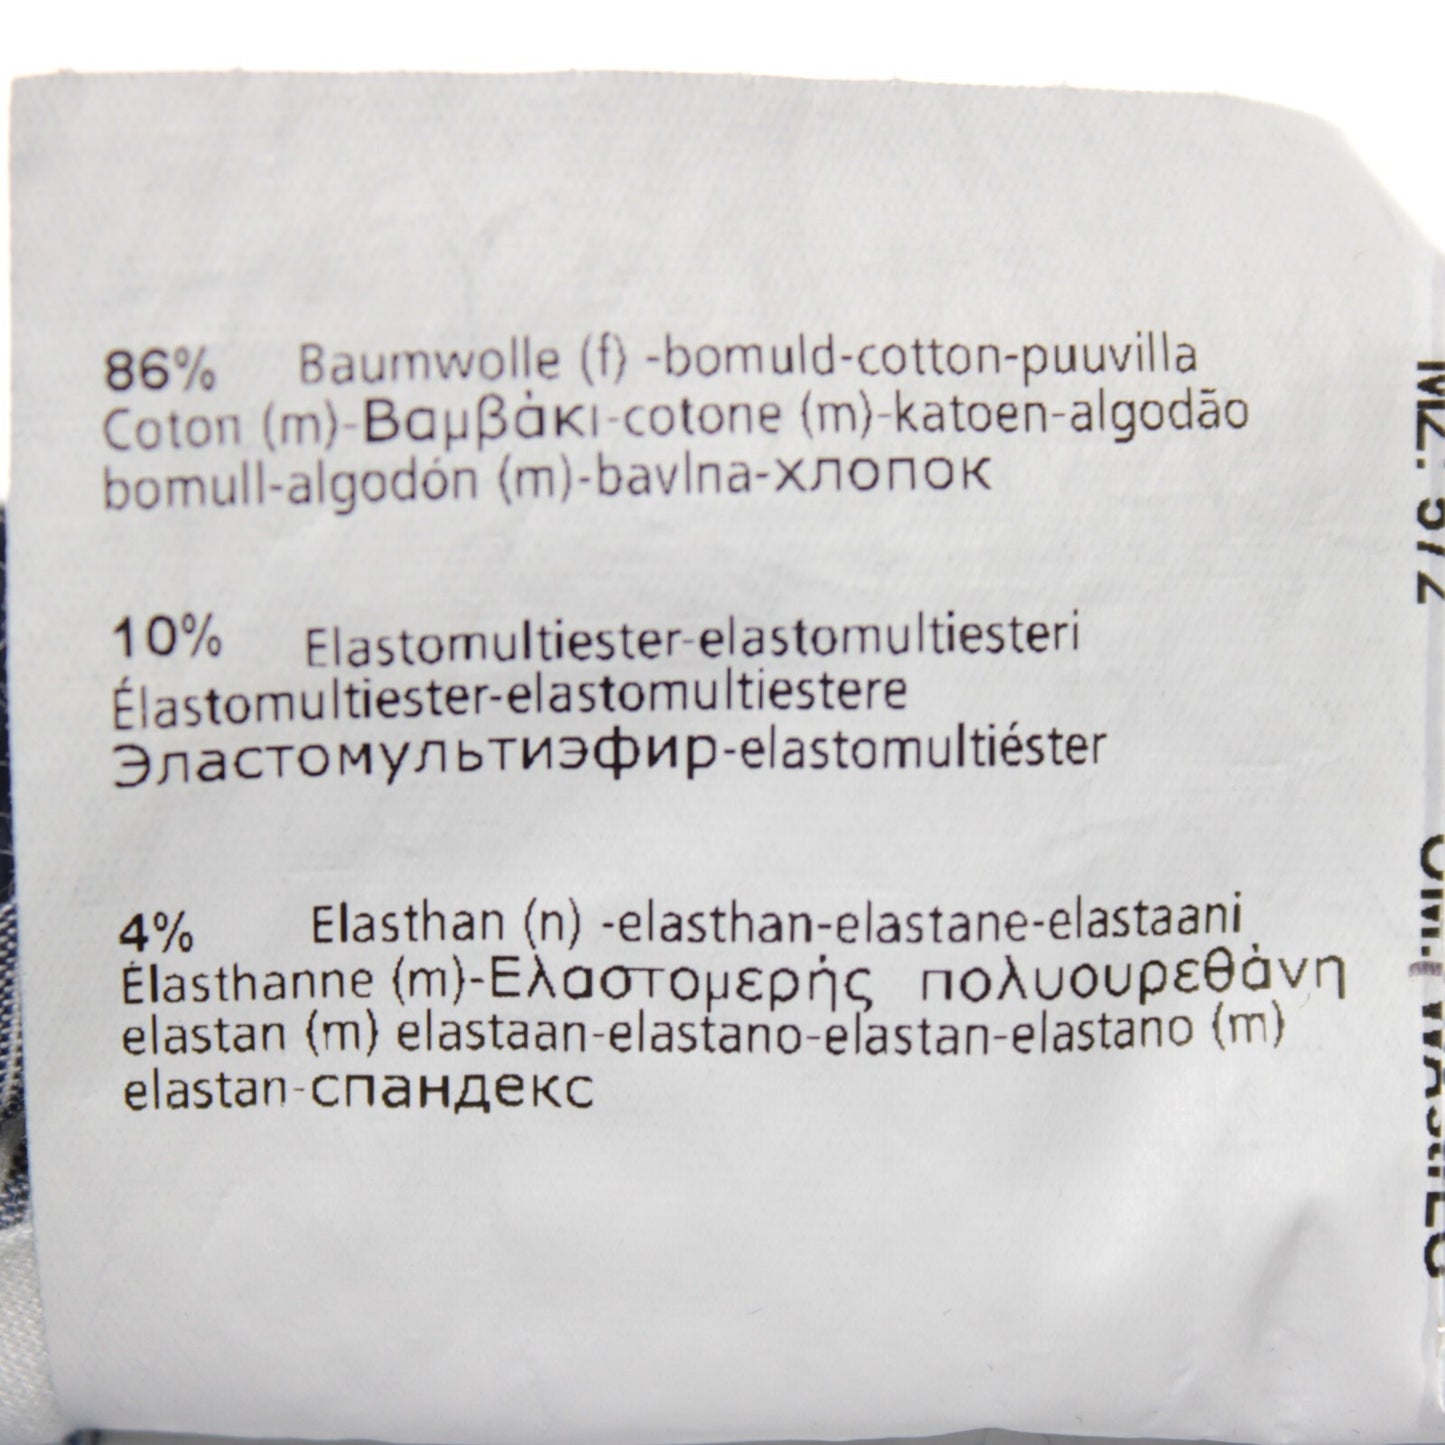 86% Baumwolle (f) -bomuld-cotton-puuvilla
Coton (m)-Βαμβάκι-cotone (m)-katoen-algodão
bomull-algodón (m)-bavlna-хлопок
10% Elastomultiester-elastomultiesteri
Élastomultiester-elastomultiestere
Эластомультиэфир-elastomultiéster
4% Elasthan (n) -elasthan-elastane-elastaani
Élasthanne (m)-Ελαστομερής πολυουρεθάνη
elastan (m) elastaan-elastano-elastan-elastano (m)
elastan-спандекс